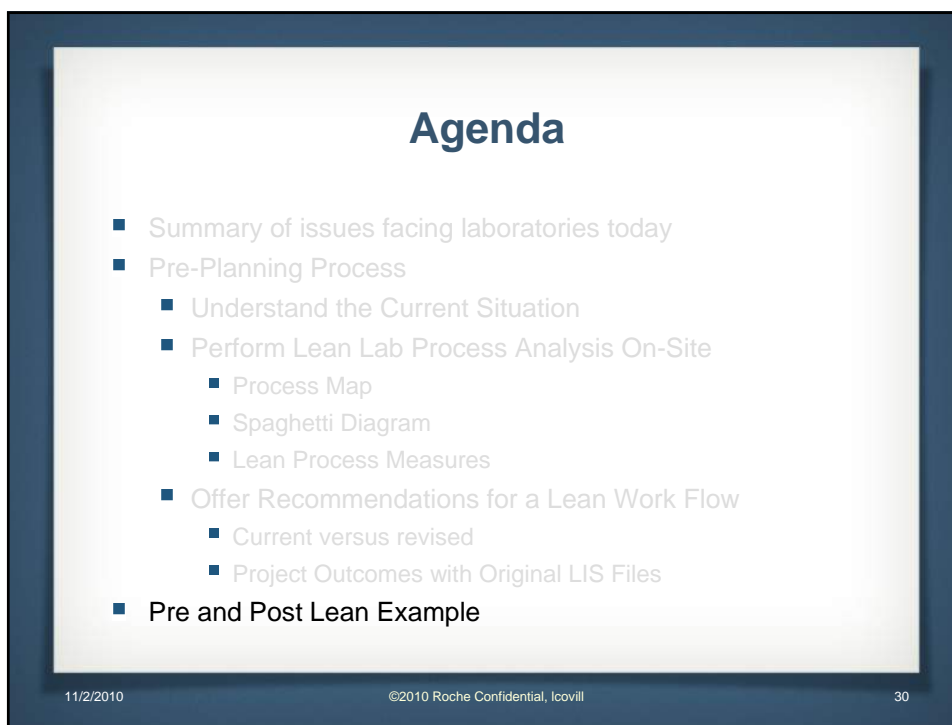 Agenda
Summary of issues facing laboratories today
Pre-Planning Process
Understand the Current Situation
Perform Lean Lab Process Analysis On-Site
Process Map
Spaghetti Diagram
Lean Process Measures
Offer Recommendations for a Lean Work Flow
Current versus revised
Project Outcomes with Original LIS Files
Pre and Post Lean Example
11/2/2010 ©2010 Roche Confidential, lcovill 30